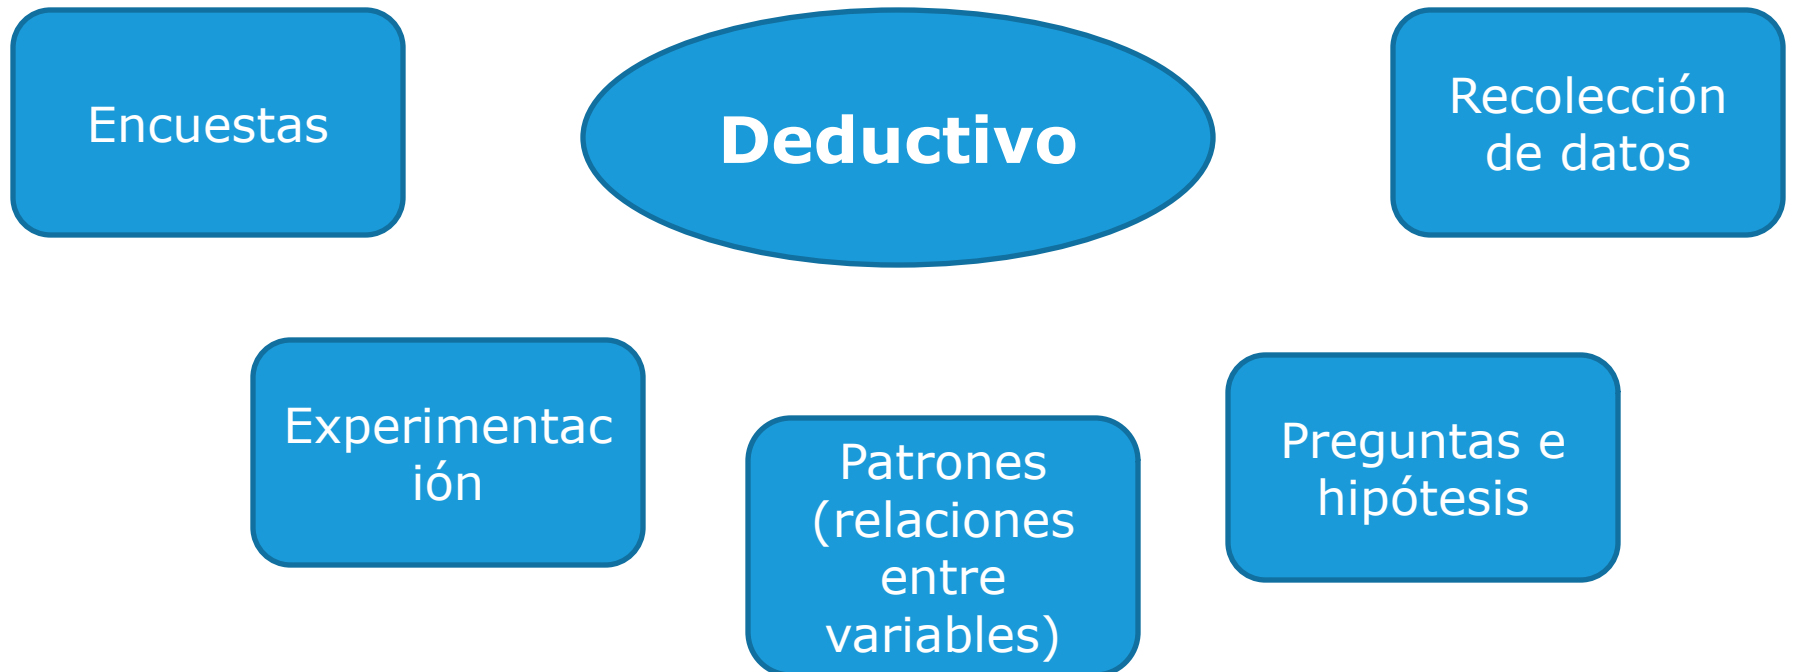 Encuestas
Deductivo
Recolección
de datos
Experimentac
ión
Patrones
(relaciones
entre
variables)
Preguntas e
hipótesis